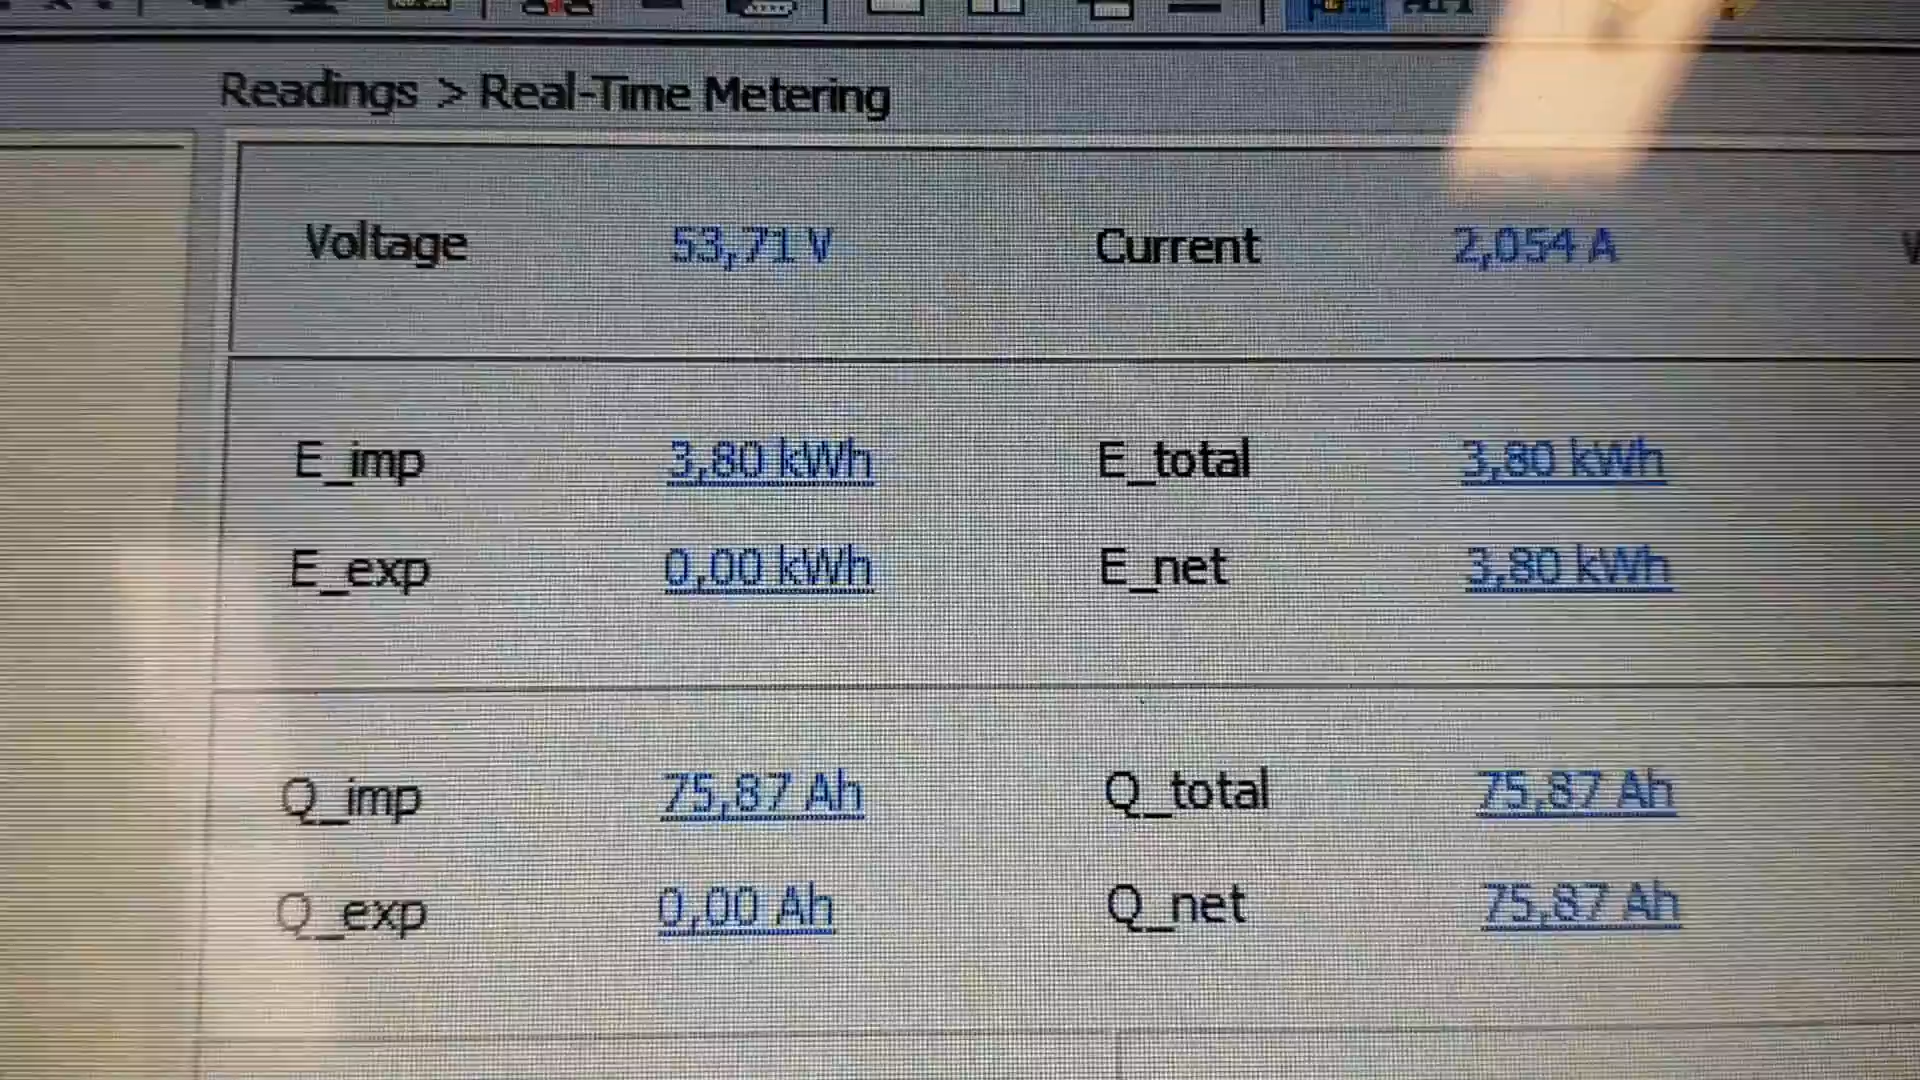 Readings > Real-Time Metering
Voltage 53,71 V Current 2,054 A
E_imp 3,80 kWh E_total 3,80 kWh
E_exp 0,00 kWh E_net 3,80 kWh
Q_imp 75,87 Ah Q_total 75,87 Ah
Q_exp 0,00 Ah Q_net 75,87 Ah